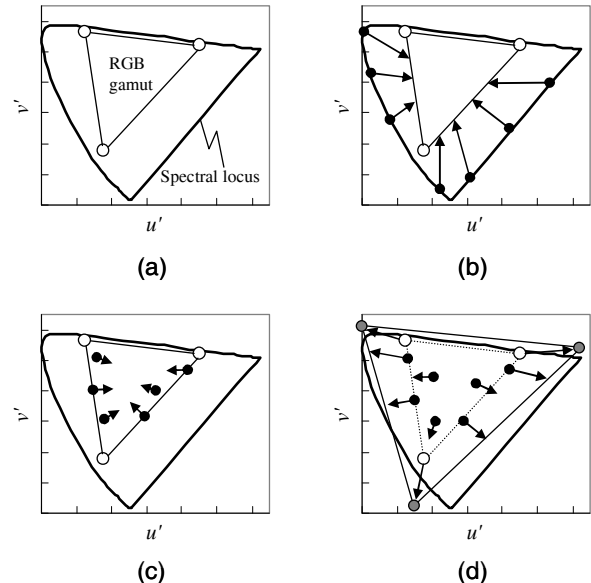 v'
RGB
gamut
Spectral locus
u'
(a)
v'
u'
(b)
v'
u'
(c)
v'
u'
(d)